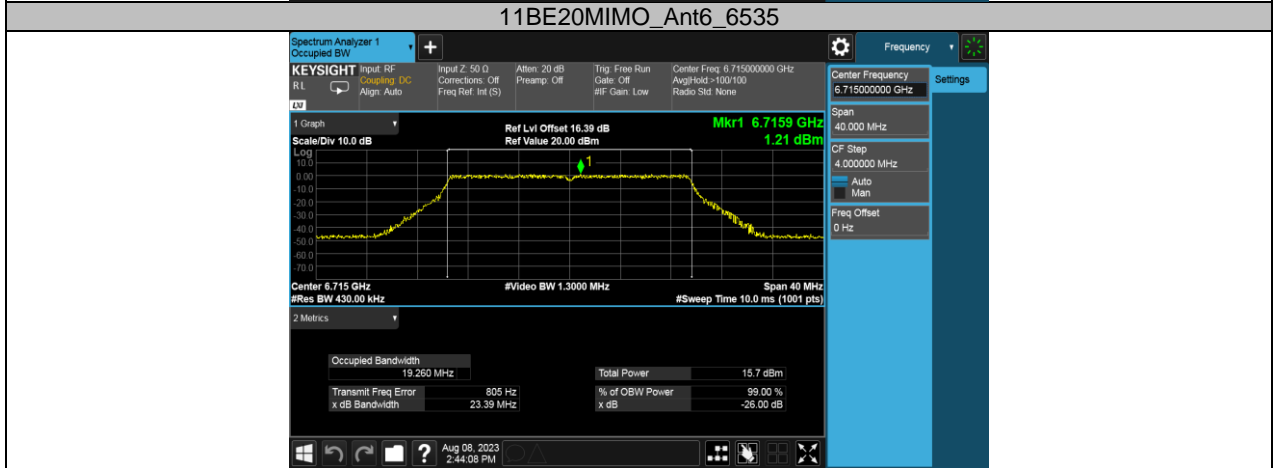 11BE20MIMO_Ant6_6535
Spectrum Analyzer 1
Occupied BW
+
Frequency
KEYSIGHT
RL
LXI
Input: RF
Coupling: DC
Align: Auto
Input Z: 50 Ω
Corrections: Off
Freq Ref: Int (S)
Atten: 20 dB
Preamp: Off
Trig: Free Run
Gate: Off
#IF Gain: Low
Center Freq: 6.715000000 GHz
Avg|Hold:>100/100
Radio Std: None
Center Frequency
6.715000000 GHz
Settings
Span
40.000 MHz
CF Step
4.000000 MHz
Auto
Man
Freq Offset
0 Hz
1 Graph
Scale/Div 10.0 dB
Ref Lvl Offset 16.39 dB
Ref Value 20.00 dBm
Mkr1 6.7159 GHz
1.21 dBm
Log
10.0
0.00
-10.0
-20.0
-30.0
-40.0
-50.0
-60.0
-70.0
1
Center 6.715 GHz
#Res BW 430.00 kHz
#Video BW 1.3000 MHz
Span 40 MHz
#Sweep Time 10.0 ms (1001 pts)
2 Metrics
Occupied Bandwidth
19.260 MHz
Total Power 15.7 dBm
Transmit Freq Error 805 Hz
% of OBW Power 99.00 %
x dB Bandwidth 23.39 MHz
x dB -26.00 dB
?
Aug 08, 2023
2:44:08 PM